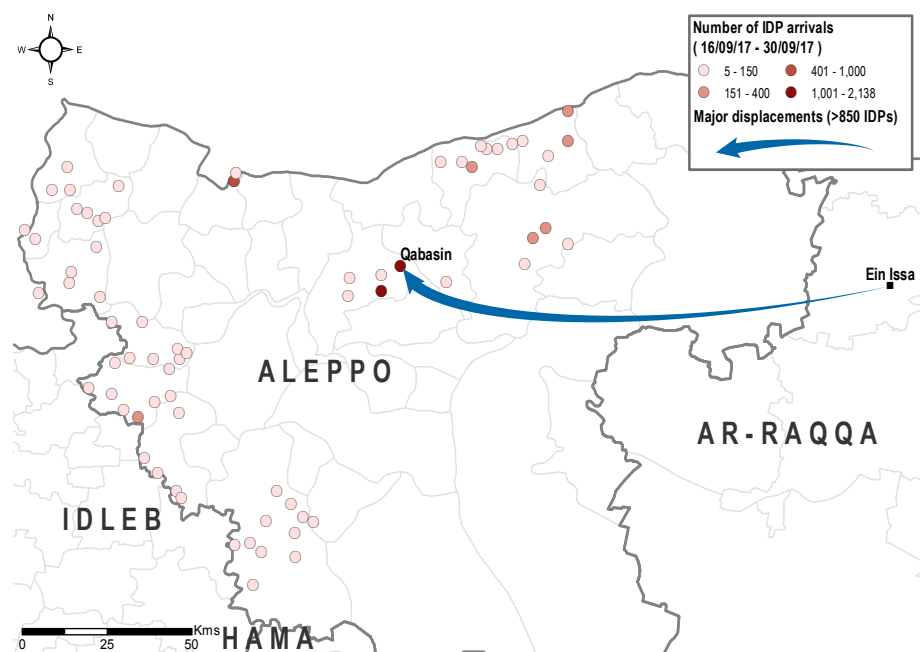 N
W
E
S
Number of IDP arrivals
( 16/09/17 - 30/09/17 )
5 - 150
401 - 1,000
151 - 400
1,001 - 2,138
Major displacements (>850 IDPs)
Qabasin
Ein Issa
ALEPPO
AR-RAQQA
IDLEB
HAMA
Kms
0
25
50